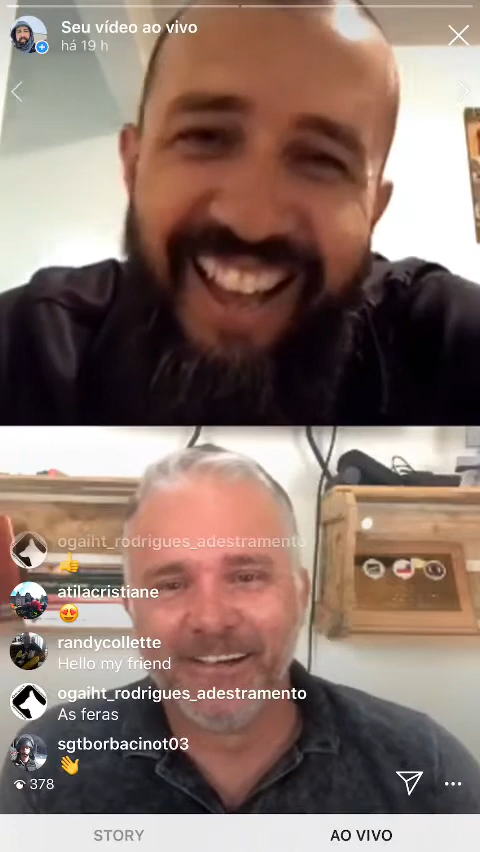 Seu vídeo ao vivo
há 19 h
ogaiht_rodrigues_adestramento
👍
atilacristiane
😍
randycollette
Hello my friend
ogaiht_rodrigues_adestramento
As feras
sgtborbacinot03
👋
378
STORY
AO VIVO